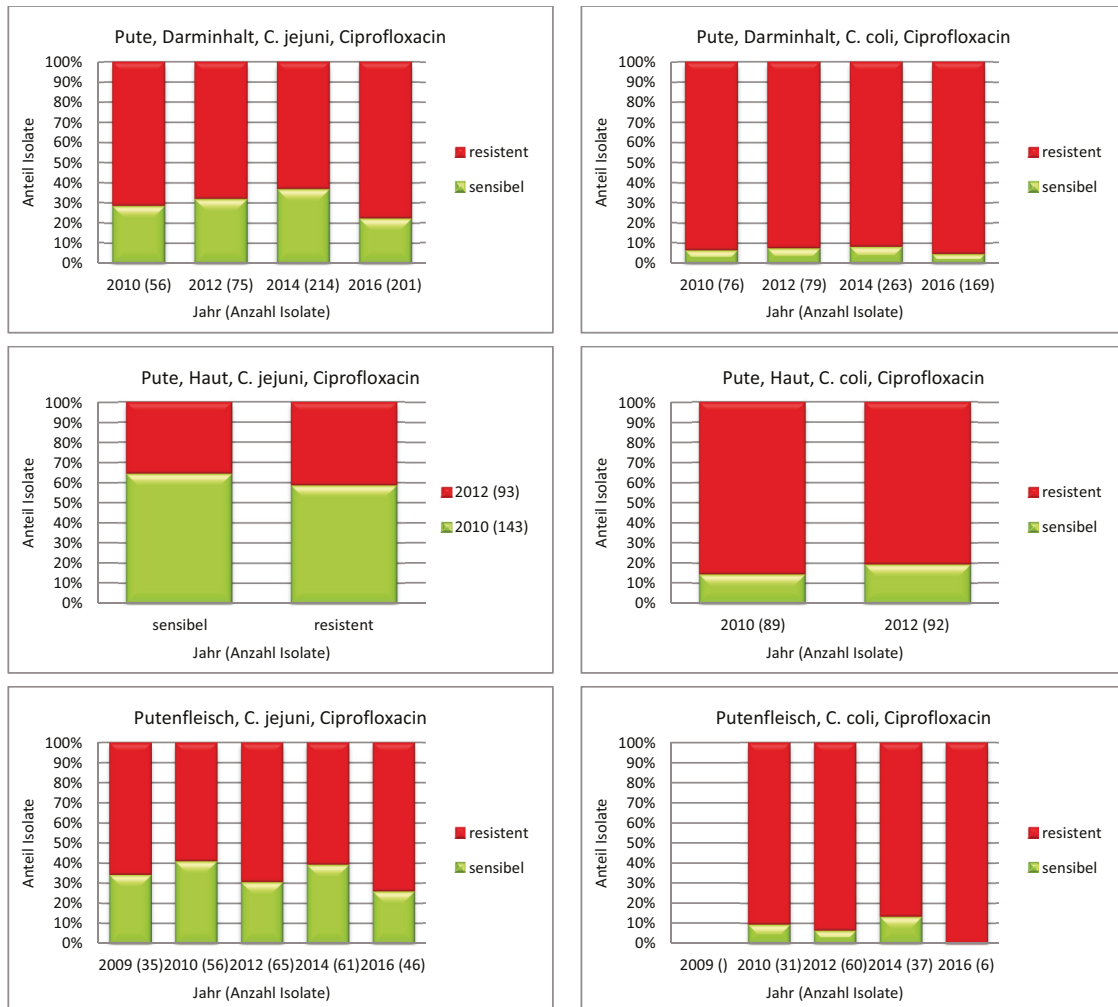 Pute, Darminhalt, C. jejuni, Ciprofloxacin
100%
90%
80%
70%
60%
50%
40%
30%
20%
10%
0%
Anteil Isolate
resistent
sensibel
2010 (56) 2012 (75) 2014 (214) 2016 (201)
Jahr (Anzahl Isolate)
Pute, Darminhalt, C. coli, Ciprofloxacin
100%
90%
80%
70%
60%
50%
40%
30%
20%
10%
0%
Anteil Isolate
resistent
sensibel
2010 (76) 2012 (79) 2014 (263) 2016 (169)
Jahr (Anzahl Isolate)
Pute, Haut, C. jejuni, Ciprofloxacin
100%
90%
80%
70%
60%
50%
40%
30%
20%
10%
0%
Anteil Isolate
2012 (93)
2010 (143)
sensibel resistent
Jahr (Anzahl Isolate)
Pute, Haut, C. coli, Ciprofloxacin
100%
90%
80%
70%
60%
50%
40%
30%
20%
10%
0%
Anteil Isolate
resistent
sensibel
2010 (89) 2012 (92)
Jahr (Anzahl Isolate)
Putenfleisch, C. jejuni, Ciprofloxacin
100%
90%
80%
70%
60%
50%
40%
30%
20%
10%
0%
Anteil Isolate
resistent
sensibel
2009 (35) 2010 (56) 2012 (65) 2014 (61) 2016 (46)
Jahr (Anzahl Isolate)
Putenfleisch, C. coli, Ciprofloxacin
100%
90%
80%
70%
60%
50%
40%
30%
20%
10%
0%
Anteil Isolate
resistent
sensibel
2009 () 2010 (31) 2012 (60) 2014 (37) 2016 (6)
Jahr (Anzahl Isolate)